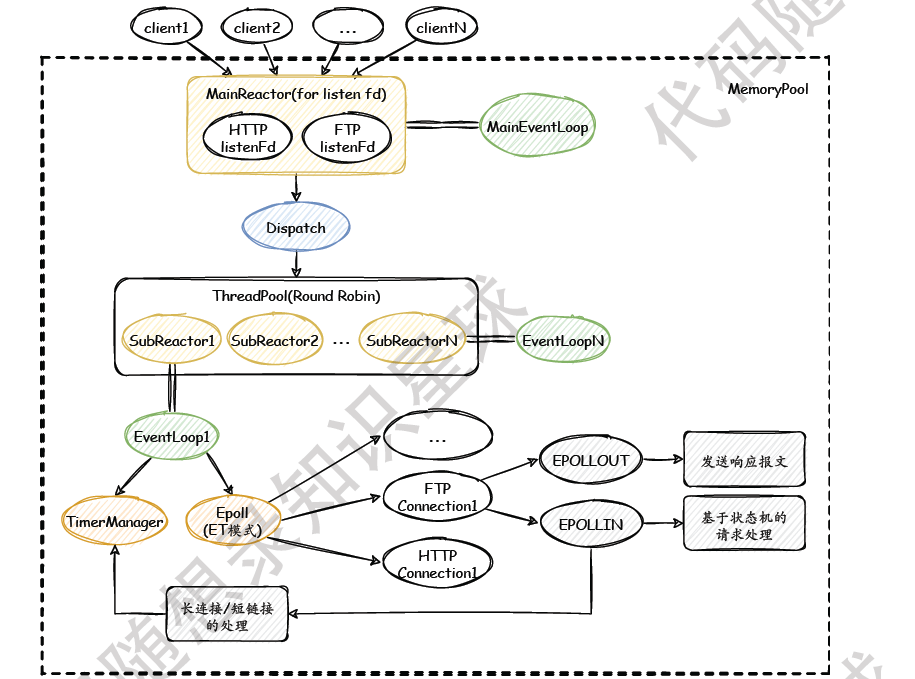 client1
client2
...
clientN
MainReactor(for listen fd)
MemoryPool
HTTP
listenFd
FTP
listenFd
MainEventLoop
Dispatch
ThreadPool(Round Robin)
SubReactor1
SubReactor2
...
SubReactorN
EventLoopN
EventLoop1
...
EPOLLOUT
发送响应报文
TimerManager
Epoll
(ET模式)
FTP
Connection1
EPOLLIN
基于状态机的
请求处理
HTTP
Connection1
长连接/短链接
的处理
代码随
随想录知识星球
球